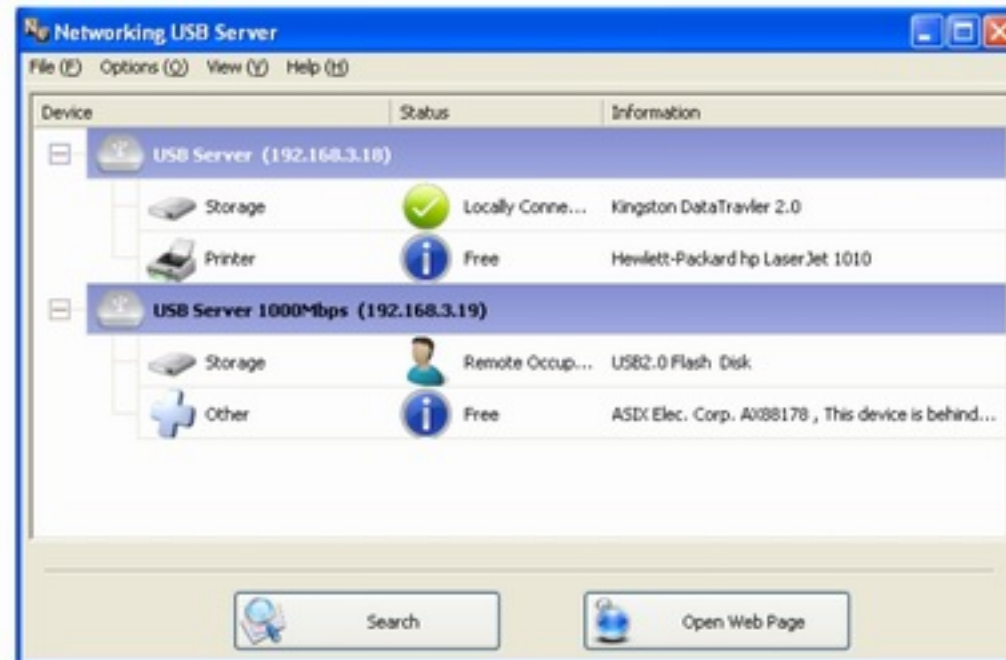 Networking USB Server
File (F) Options (O) View (V) Help (H)
Device Status Information
USB Server (192.168.3.18)
Storage Locally Conne... Kingston DataTravler 2.0
Printer Free Hewlett-Packard hp LaserJet 1010
USB Server 1000Mbps (192.168.3.19)
Storage Remote Occup... USB2.0 Flash Disk
Other Free ASIX Elec. Corp. AX88178 , This device is behind...
Search Open Web Page